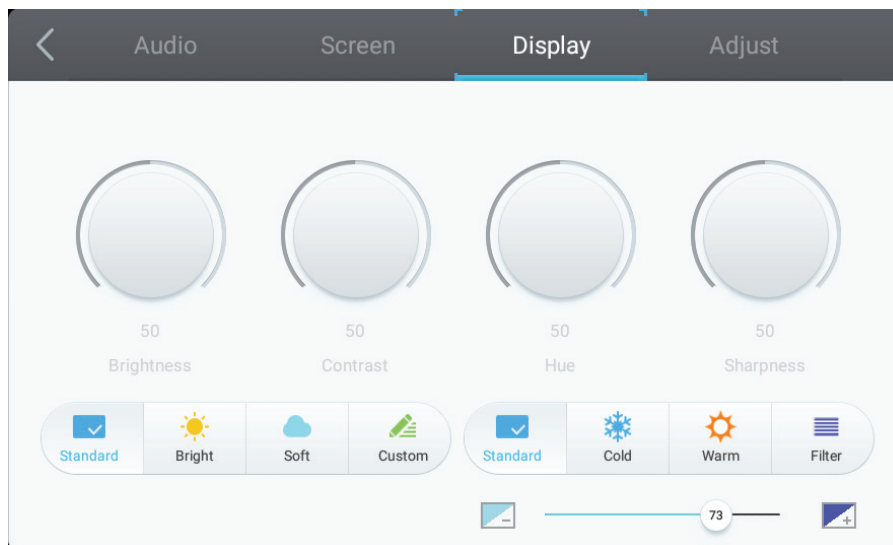 Audio Screen Display Adjust
50 50 50 50
Brightness Contrast Hue Sharpness
Standard Bright Soft Custom Standard Cold Warm Filter
73